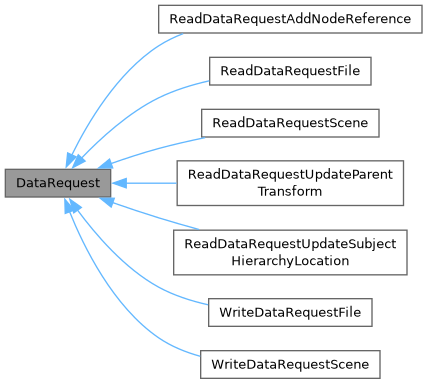 ReadDataRequestAddNodeReference
ReadDataRequestFile
ReadDataRequestScene
DataRequest
ReadDataRequestUpdateParent
Transform
ReadDataRequestUpdateSubject
HierarchyLocation
WriteDataRequestFile
WriteDataRequestScene